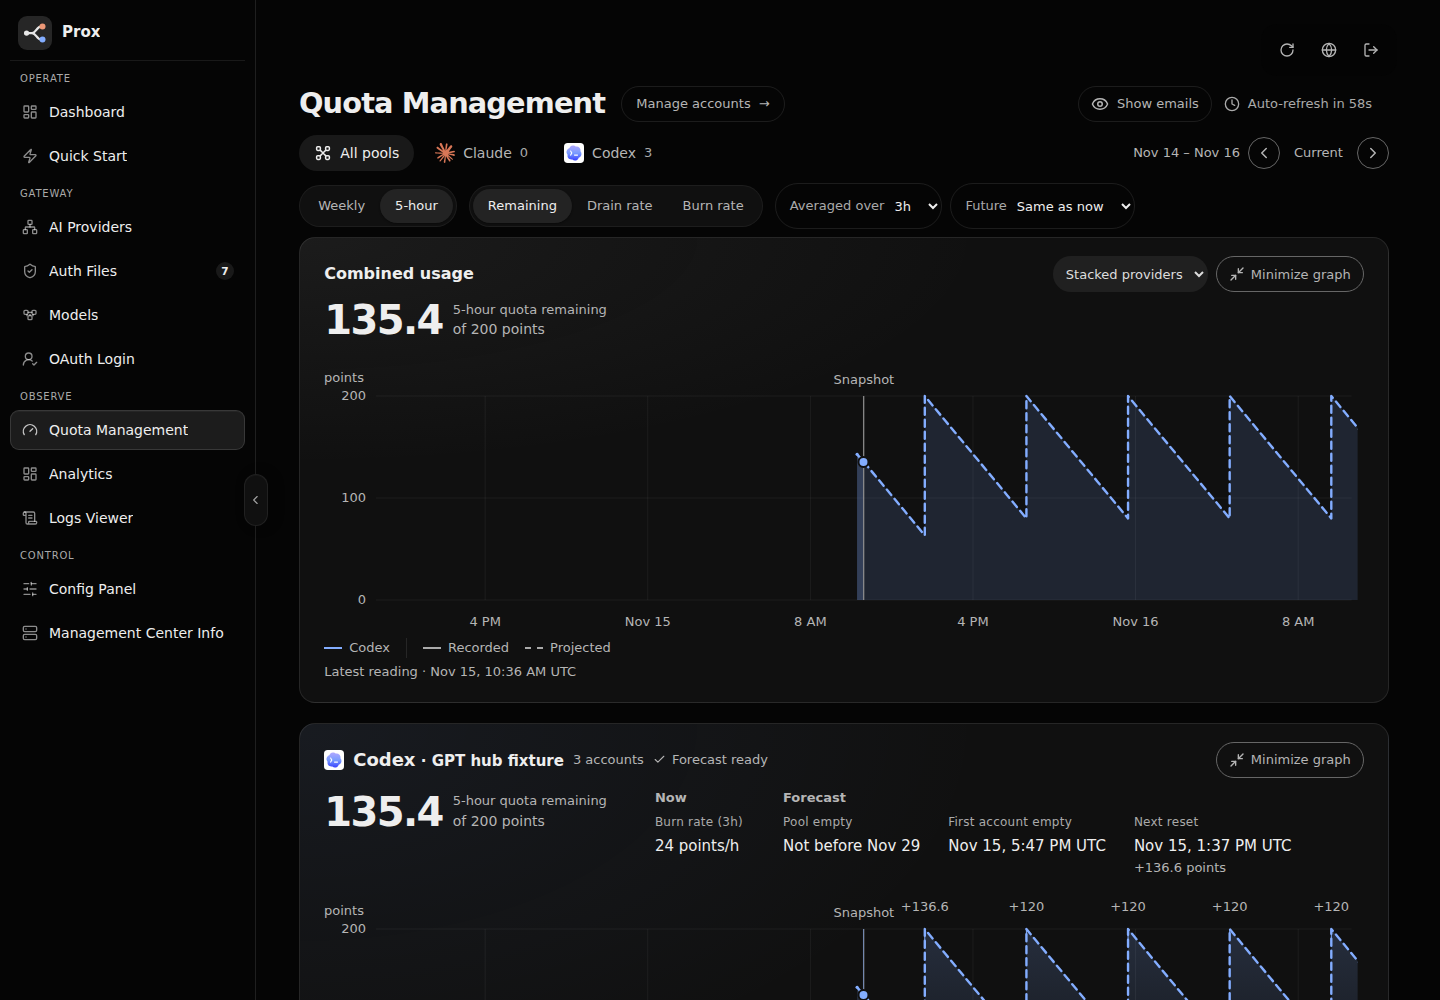 Prox
OPERATE
Dashboard
Quick Start
GATEWAY
AI Providers
Auth Files 7
Models
OAuth Login
OBSERVE
Quota Management
Analytics
Logs Viewer
CONTROL
Config Panel
Management Center Info
Quota Management Manage accounts → Show emails Auto-refresh in 58s
All pools Claude 0 Codex 3 Nov 14 – Nov 16 Current
Weekly 5-hour Remaining Drain rate Burn rate Averaged over 3h Future Same as now
Combined usage Stacked providers Minimize graph
135.4 5-hour quota remaining
of 200 points
points Snapshot
200
100
0
4 PM Nov 15 8 AM 4 PM Nov 16 8 AM
Codex Recorded Projected
Latest reading · Nov 15, 10:36 AM UTC
Codex · GPT hub fixture 3 accounts Forecast ready Minimize graph
135.4 5-hour quota remaining
of 200 points
Now Forecast
Burn rate (3h) Pool empty First account empty Next reset
24 points/h Not before Nov 29 Nov 15, 5:47 PM UTC Nov 15, 1:37 PM UTC
+136.6 points
points Snapshot +136.6 +120 +120 +120 +120
200